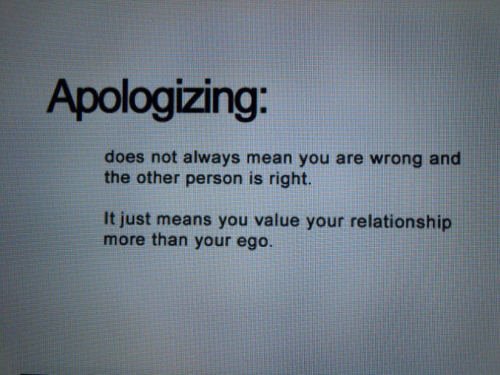 Apologizing:
does not always mean you are wrong and
the other person is right.
It just means you value your relationship
more than your ego.